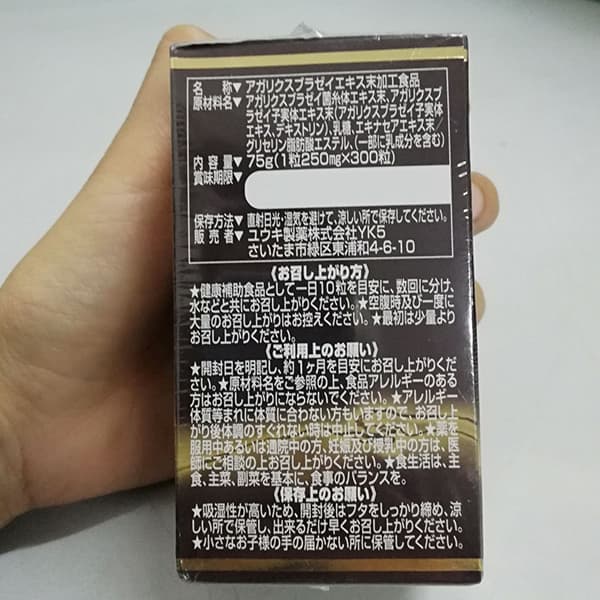 名　称▼アガリクスブラゼイエキス末加工食品
原材料名▼アガリクスブラゼイ菌糸体エキス末、アガリクスブ
ラゼイ子実体エキス末(アガリクスブラゼイ子実体
エキス、デキストリン)、乳糖、エキナセアエキス末、
グリセリン脂肪酸エステル、(一部に乳成分を含む)
内容量▼75g(1粒250mg×300粒)
賞味期限▼
保存方法▼直射日光・湿気を避けて、涼しい所で保存してください。
販売者▼ユウキ製薬株式会社YK5
さいたま市緑区東浦和4-6-10
《お召し上がり方》
★健康補助食品として一日10粒を目安に、数回に分け、
水などと共にお召し上がりください。★空腹時及び一度に
大量のお召し上がりはお控えください。★最初は少量より
お召し上がりください。
《ご利用上のお願い》
★開封日を明記し、約1ヶ月を目安にお召し上がりくだ
さい。★原材料名をご参照の上、食品アレルギーのある
方はお召し上がりにならないでください。★アレルギー
体質等まれに体質に合わない方もいますので、お召し上
がり後体調のすぐれない時は中止してください。★薬を
服用中あるいは通院中の方、妊娠及び授乳中の方は、医
師にご相談の上お召し上がりください。★食生活は、主
食、主菜、副菜を基本に、食事のバランスを。
《保存上のお願い》
★吸湿性が高いため、開封後はフタをしっかり締め、涼
しい所で保管し、出来るだけ早くお召し上がりください。
★小さなお子様の手の届かない所に保管してください。